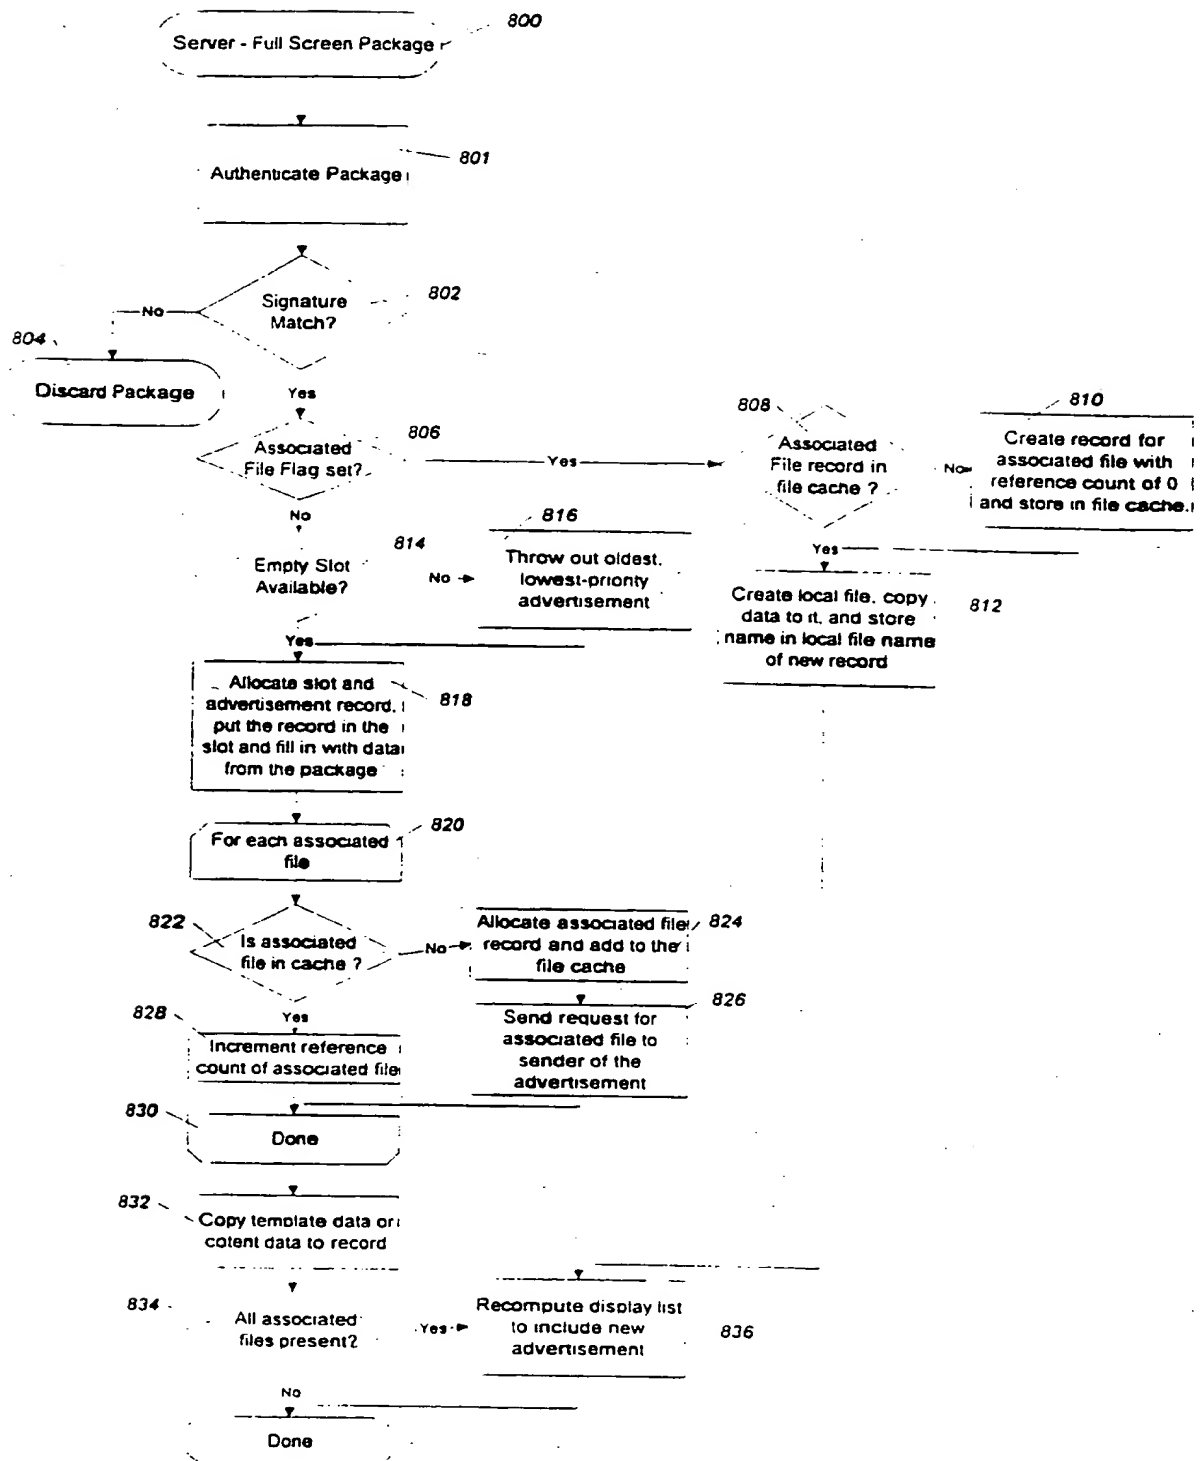 800
Server - Full Screen Package
801
Authenticate Package
802
Signature
Match?
No
804
Discard Package
Yes
806
Associated
File Flag set?
Yes
808
Associated
File record in
file cache ?
No
810
Create record for
associated file with
reference count of 0
and store in file cache.
No
814
Empty Slot
Available?
No
816
Throw out oldest,
lowest-priority
advertisement
Yes
812
Create local file, copy
data to it, and store
name in local file name
of new record
Yes
818
Allocate slot and
advertisement record,
put the record in the
slot and fill in with data
from the package
820
For each associated
file
822
Is associated
file in cache ?
No
824
Allocate associated file
record and add to the
file cache
826
Send request for
associated file to
sender of the
advertisement
Yes
828
Increment reference
count of associated file
830
Done
832
Copy template data or
cotent data to record
834
All associated
files present?
Yes
836
Recompute display list
to include new
advertisement
No
Done